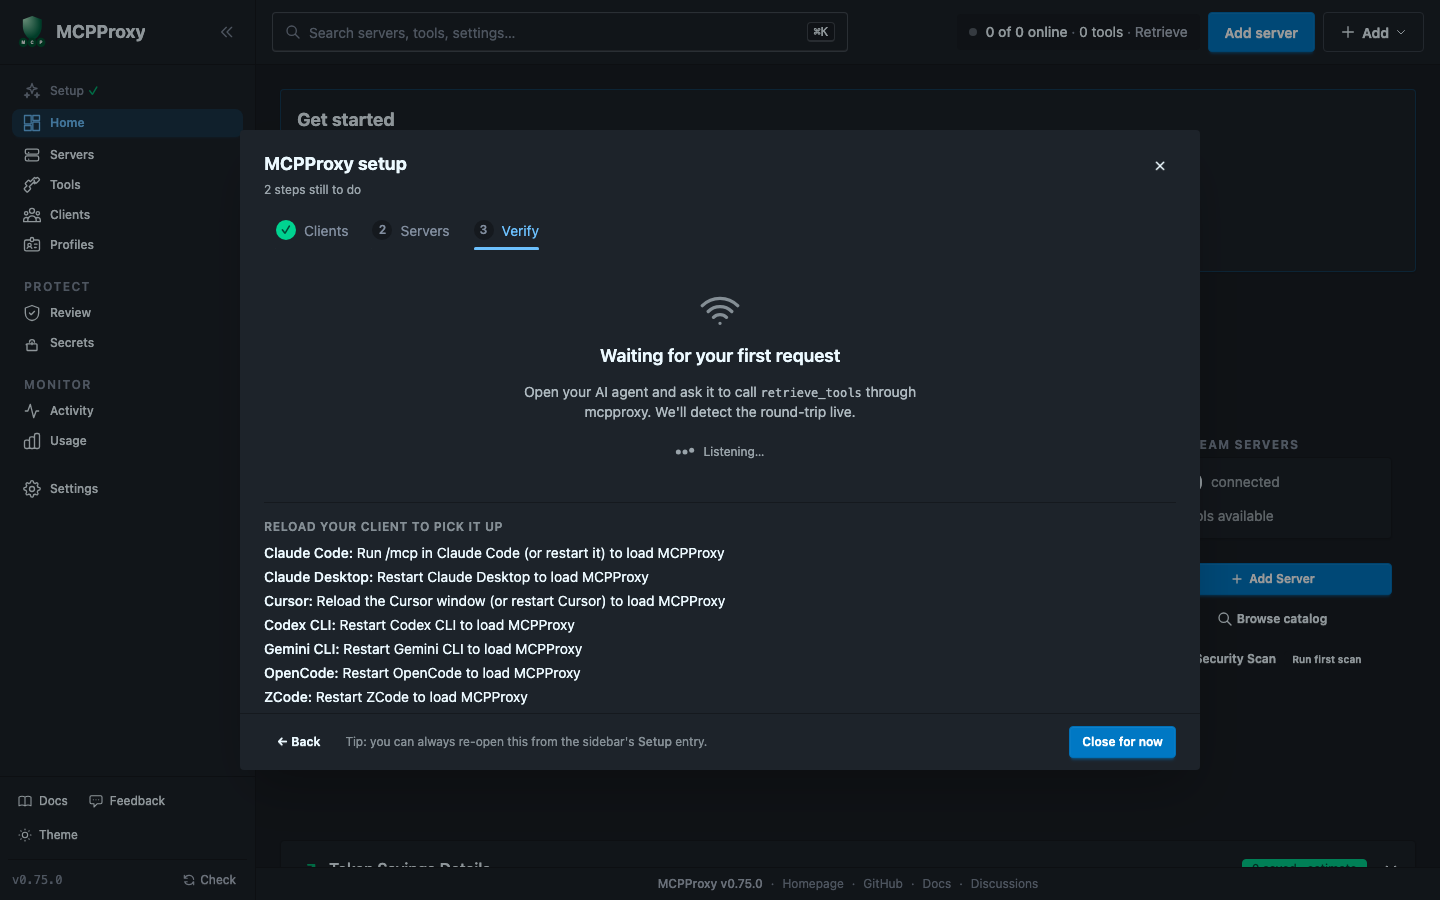 MCP
MCPProxy
Search servers, tools, settings...
⌘K
0 of 0 online · 0 tools · Retrieve
Add server
Add
Setup
Home
Servers
Tools
Clients
Profiles
PROTECT
Review
Secrets
MONITOR
Activity
Usage
Settings
Docs
Feedback
Theme
v0.75.0
Check
Get started
MCPProxy setup
2 steps still to do
Clients
2 Servers
3 Verify
Waiting for your first request
Open your AI agent and ask it to call retrieve_tools through
mcpproxy. We'll detect the round-trip live.
Listening...
RELOAD YOUR CLIENT TO PICK IT UP
Claude Code: Run /mcp in Claude Code (or restart it) to load MCPProxy
Claude Desktop: Restart Claude Desktop to load MCPProxy
Cursor: Reload the Cursor window (or restart Cursor) to load MCPProxy
Codex CLI: Restart Codex CLI to load MCPProxy
Gemini CLI: Restart Gemini CLI to load MCPProxy
OpenCode: Restart OpenCode to load MCPProxy
ZCode: Restart ZCode to load MCPProxy
← Back
Tip: you can always re-open this from the sidebar's Setup entry.
Close for now
EAM SERVERS
connected
ols available
+ Add Server
Browse catalog
Security Scan
Run first scan
Token Savings Details
MCPProxy v0.75.0 · Homepage · GitHub · Docs · Discussions